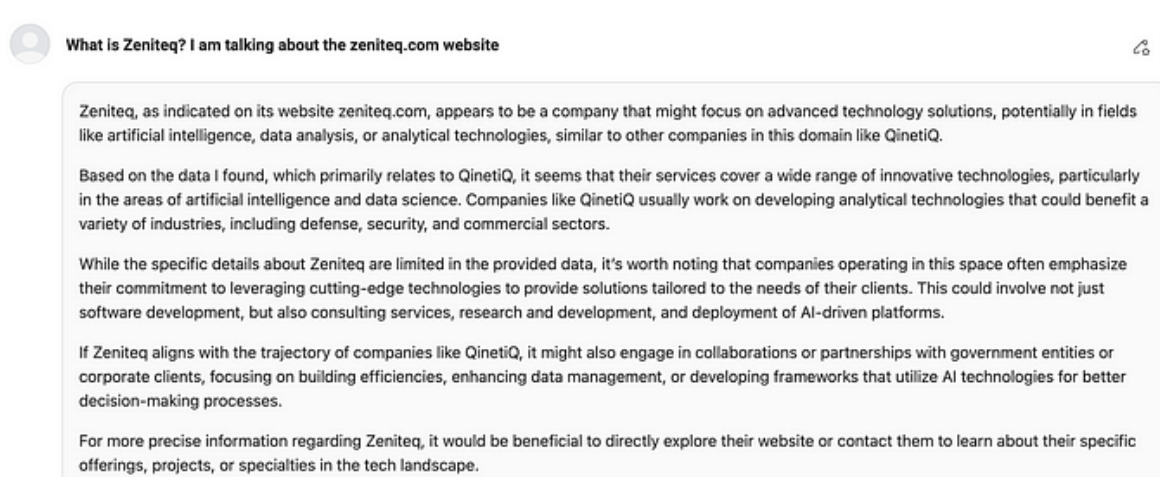 What is Zeniteq? I am talking about the zeniteq.com website
Zeniteq, as indicated on its website zeniteq.com, appears to be a company that might focus on advanced technology solutions, potentially in fields
like artificial intelligence, data analysis, or analytical technologies, similar to other companies in this domain like QinetiQ.
Based on the data I found, which primarily relates to QinetiQ, it seems that their services cover a wide range of innovative technologies, particularly
in the areas of artificial intelligence and data science. Companies like QinetiQ usually work on developing analytical technologies that could benefit a
variety of industries, including defense, security, and commercial sectors.
While the specific details about Zeniteq are limited in the provided data, it's worth noting that companies operating in this space often emphasize
their commitment to leveraging cutting-edge technologies to provide solutions tailored to the needs of their clients. This could involve not just
software development, but also consulting services, research and development, and deployment of AI-driven platforms.
If Zeniteq aligns with the trajectory of companies like QinetiQ, it might also engage in collaborations or partnerships with government entities or
corporate clients, focusing on building efficiencies, enhancing data management, or developing frameworks that utilize AI technologies for better
decision-making processes.
For more precise information regarding Zeniteq, it would be beneficial to directly explore their website or contact them to learn about their specific
offerings, projects, or specialties in the tech landscape.